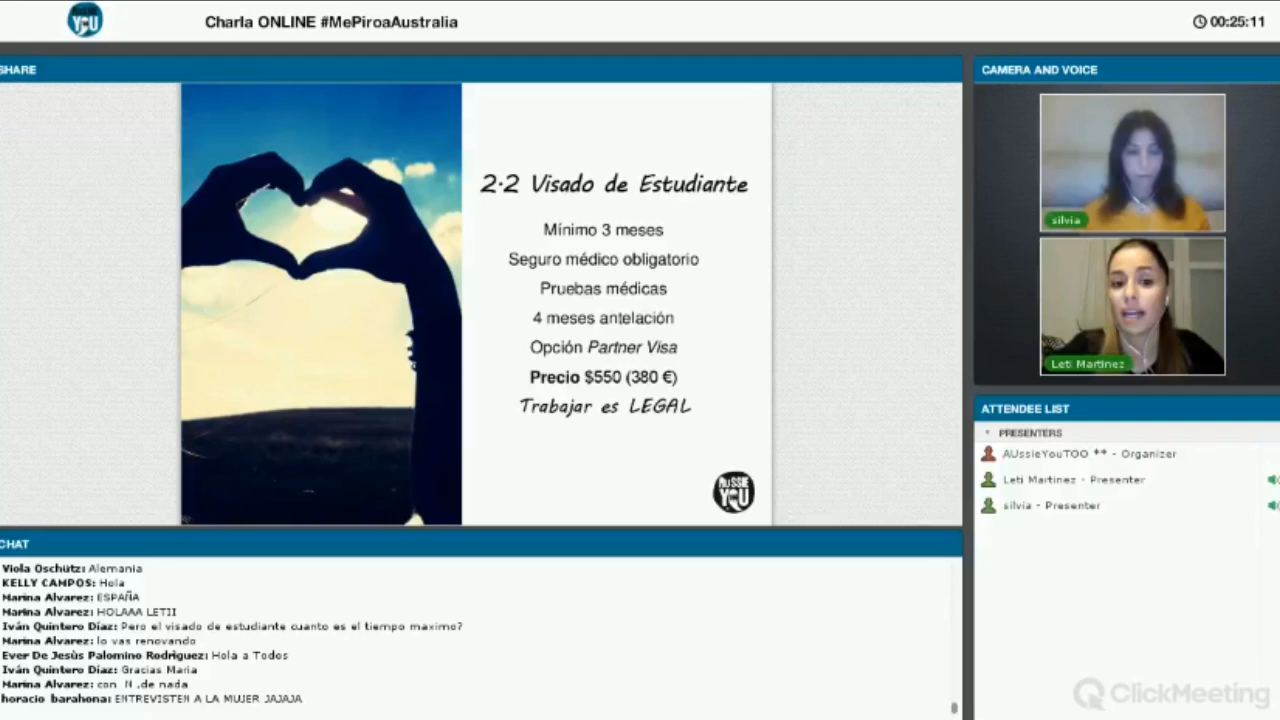 AUSSIE YOU
Charla ONLINE #MePiroaAustralia
00:25:11
SHARE
2.2 Visado de Estudiante
Mínimo 3 meses
Seguro médico obligatorio
Pruebas médicas
4 meses antelación
Opción Partner Visa
Precio $550 (380 €)
Trabajar es LEGAL
AUSSIE YOU
CAMERA AND VOICE
silvia
Leti Martinez
ATTENDEE LIST
PRESENTERS
AUssieYouTOO ** - Organizer
Leti Martinez - Presenter
silvia - Presenter
CHAT
Viola Oschütz: Alemania
KELLY CAMPOS: Hola
Marina Alvarez: ESPAÑA
Marina Alvarez: HOLAAA LETII
Iván Quintero Díaz: Pero el visado de estudiante cuanto es el tiempo maximo?
Marina Alvarez: lo vas renovando
Ever De Jesùs Palomino Rodriguez: Hola a Todos
Iván Quintero Díaz: Gracias Maria
Marina Alvarez: con N ,de nada
horacio barahona: ENTREVISTEN A LA MUJER JAJAJA
ClickMeeting